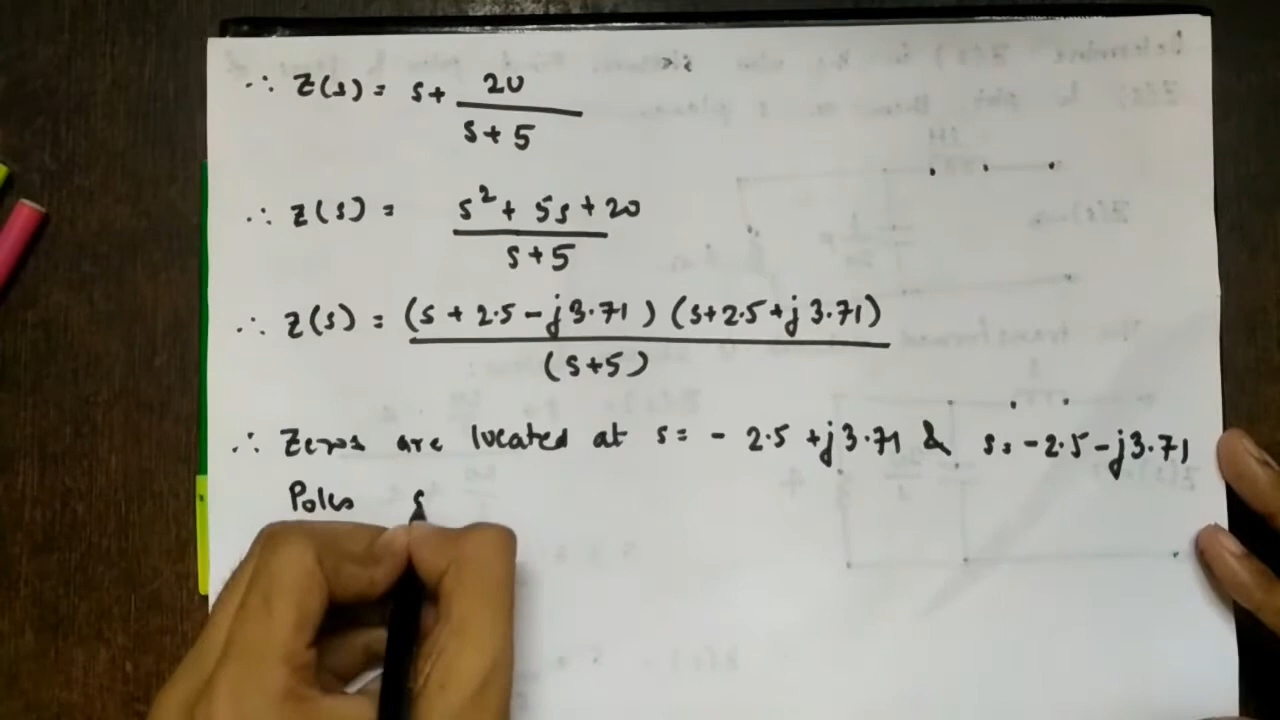 ∴ Z(s) = s + 20
s + 5
∴ Z(s) = s² + 5s + 20
s + 5
∴ Z(s) = (s + 2.5 - j3.71) (s + 2.5 + j3.71)
(s + 5)
∴ Zeros are located at s = - 2.5 + j3.71 & s = - 2.5 - j3.71
Poles s